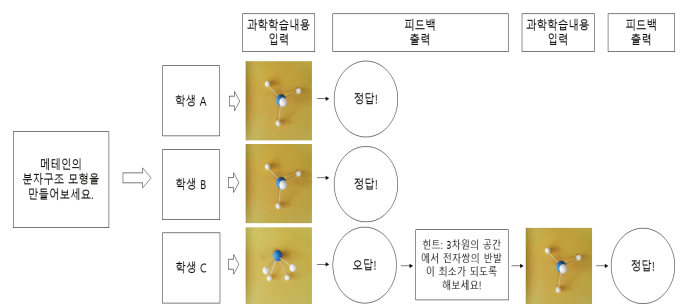 과학학습내용
입력
피드백
출력
과학학습내용
입력
피드백
출력
학생 A
정답!
메테인의
분자구조 모형을
만들어보세요.
학생 B
정답!
학생 C
오답!
힌트: 3차원의 공간
에서 전자쌍의 반발
이 최소가 되도록
해보세요!
정답!